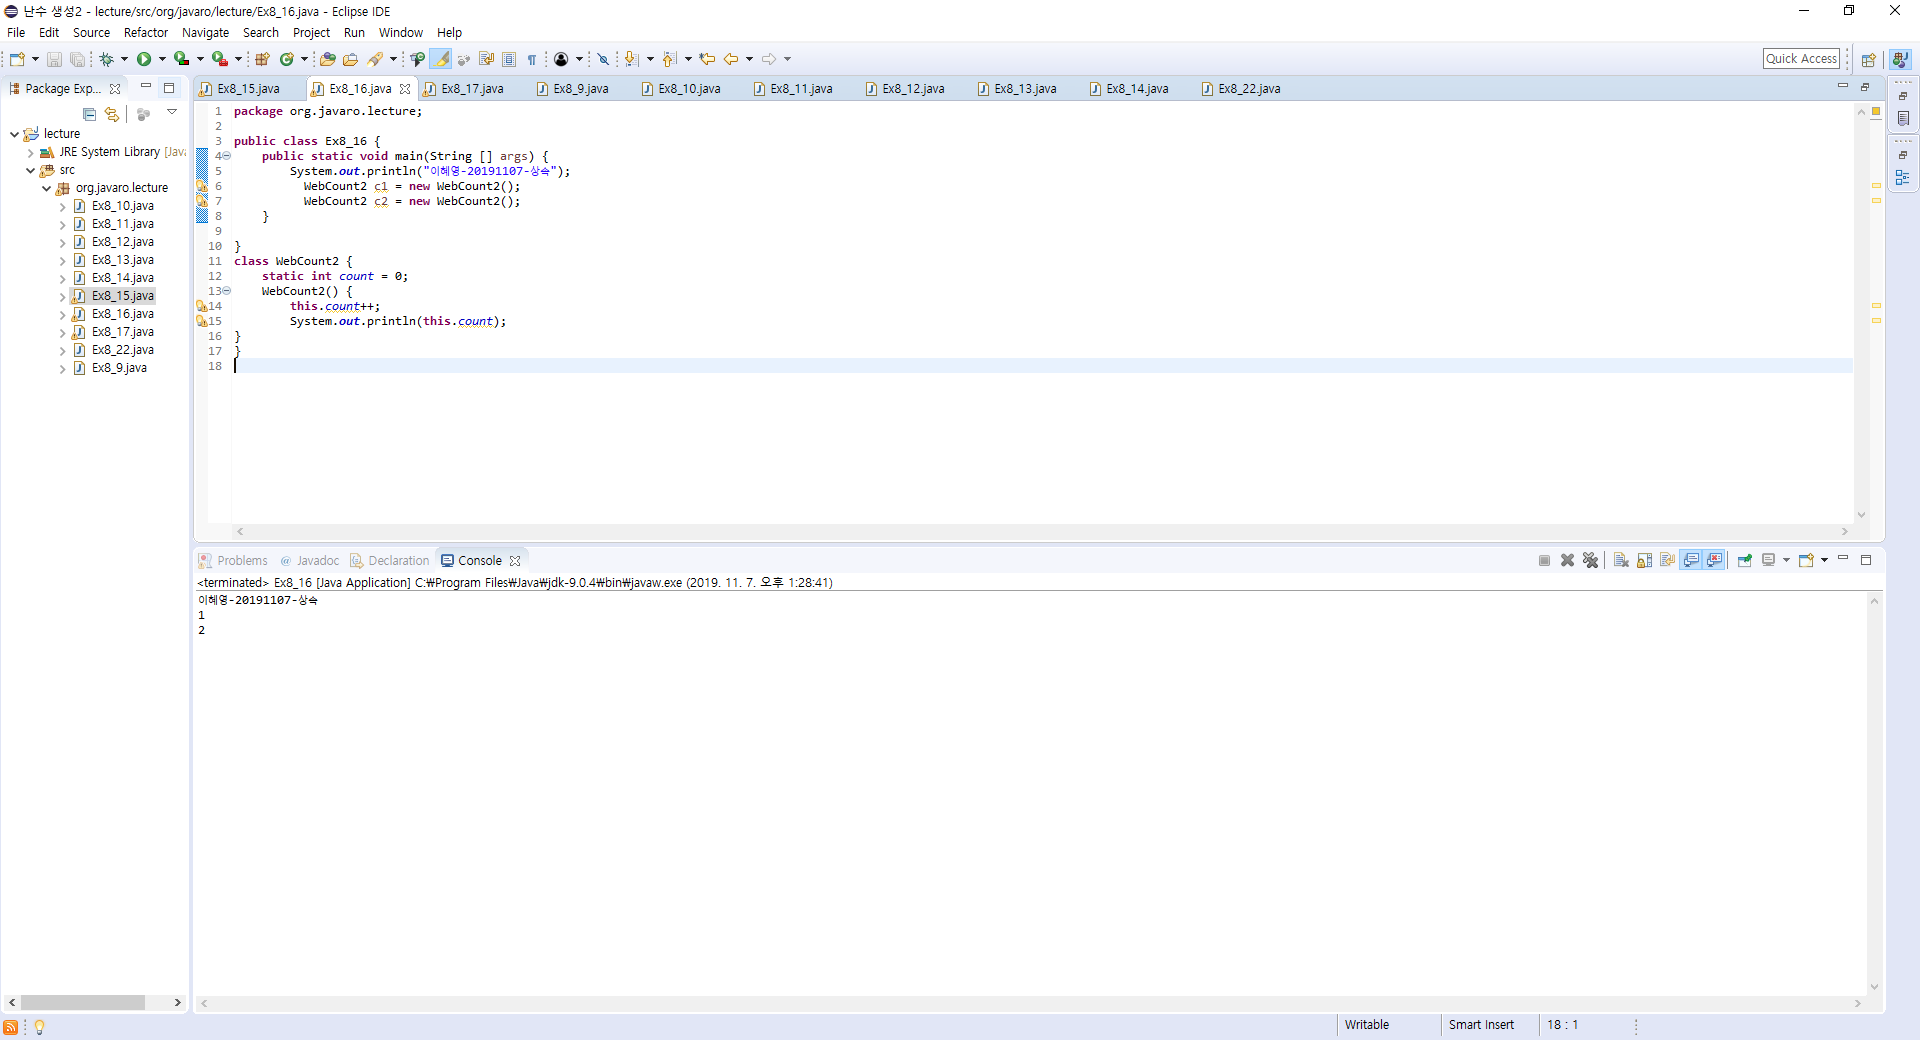 난수 생성2 - lecture/src/org/javaro/lecture/Ex8_16.java - Eclipse IDE
File Edit Source Refactor Navigate Search Project Run Window Help
Quick Access
Package Exp...
Ex8_15.java Ex8_16.java Ex8_17.java Ex8_9.java Ex8_10.java Ex8_11.java Ex8_12.java Ex8_13.java Ex8_14.java Ex8_22.java
lecture
JRE System Library [Java
src
org.javaro.lecture
Ex8_10.java
Ex8_11.java
Ex8_12.java
Ex8_13.java
Ex8_14.java
Ex8_15.java
Ex8_16.java
Ex8_17.java
Ex8_22.java
Ex8_9.java
1 package org.javaro.lecture;
2
3 public class Ex8_16 {
4 public static void main(String [] args) {
5 System.out.println("이혜영-20191107-상속");
6 WebCount2 c1 = new WebCount2();
7 WebCount2 c2 = new WebCount2();
8 }
9
10 }
11 class WebCount2 {
12 static int count = 0;
13 WebCount2() {
14 this.count++;
15 System.out.println(this.count);
16 }
17 }
18
Problems @ Javadoc Declaration Console
<terminated> Ex8_16 [Java Application] C:₩Program Files₩Java₩jdk-9.0.4₩bin₩javaw.exe (2019. 11. 7. 오후 1:28:41)
이혜영-20191107-상속
1
2
Writable Smart Insert 18 : 1